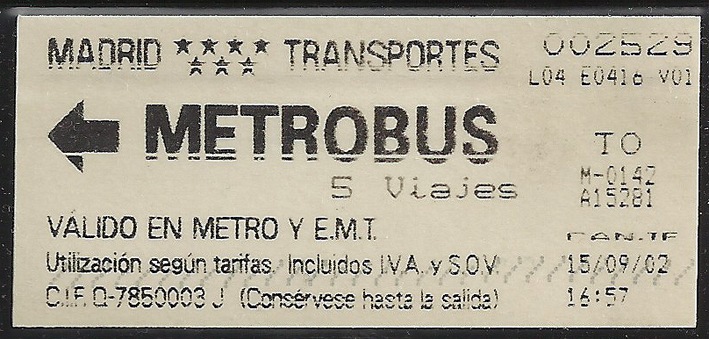 MADRID TRANSPORTES 002529
L04 E0416 V01
METROBUS
TO
5 Viajes
M-0142
A15281
VÁLIDO EN METRO Y E.M.T.
Utilización según tarifas. Incluidos I.V.A. y S.O.V. 15/09/02
C.I.F. Q-7850003 J (Consérvese hasta la salida) 16:57